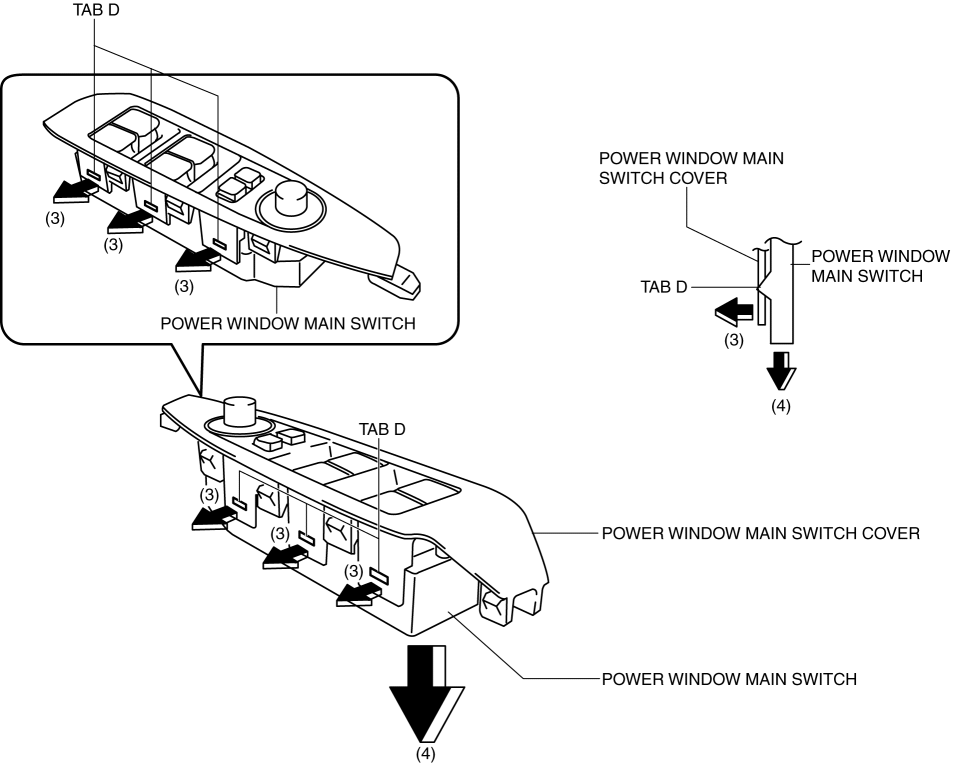 TAB D
(3)
(3)
(3)
POWER WINDOW MAIN SWITCH
POWER WINDOW MAIN
SWITCH COVER
POWER WINDOW
MAIN SWITCH
TAB D
(3)
(4)
TAB D
(3)
(3)
(3)
POWER WINDOW MAIN SWITCH COVER
POWER WINDOW MAIN SWITCH
(4)